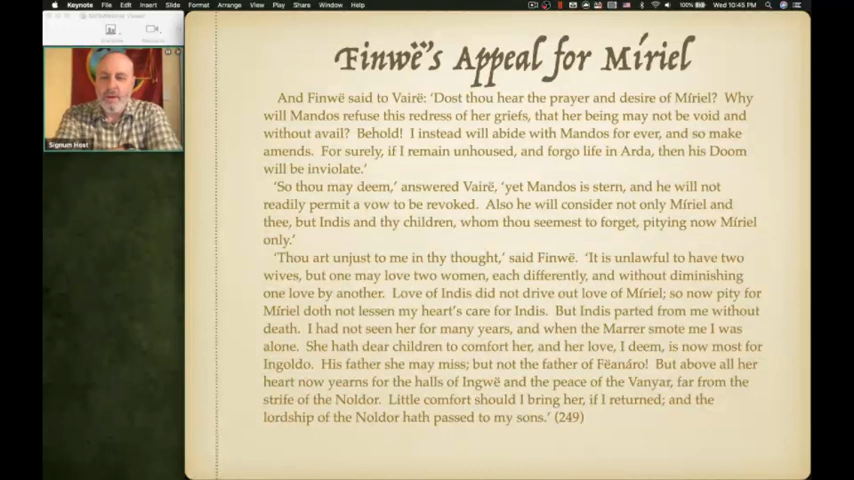 Keynote File Edit Insert Slide Format Arrange View Play Share Window Help 100% Wed 10:45 PM
Signum Host
Finwë's Appeal for Míriel
And Finwë said to Vairë: 'Dost thou hear the prayer and desire of Míriel? Why
will Mandos refuse this redress of her griefs, that her being may not be void and
without avail? Behold! I instead will abide with Mandos for ever, and so make
amends. For surely, if I remain unhoused, and forgo life in Arda, then his Doom
will be inviolate.'
'So thou may deem,' answered Vairë, 'yet Mandos is stern, and he will not
readily permit a vow to be revoked. Also he will consider not only Míriel and
thee, but Indis and thy children, whom thou seemest to forget, pitying now Míriel
only.'
'Thou art unjust to me in thy thought,' said Finwë. 'It is unlawful to have two
wives, but one may love two women, each differently, and without diminishing
one love by another. Love of Indis did not drive out love of Míriel; so now pity for
Míriel doth not lessen my heart's care for Indis. But Indis parted from me without
death. I had not seen her for many years, and when the Marrer smote me I was
alone. She hath dear children to comfort her, and her love, I deem, is now most for
Ingoldo. His father she may miss; but not the father of Fëanáro! But above all her
heart now yearns for the halls of Ingwë and the peace of the Vanyar, far from the
strife of the Noldor. Little comfort should I bring her, if I returned; and the
lordship of the Noldor hath passed to my sons.' (249)